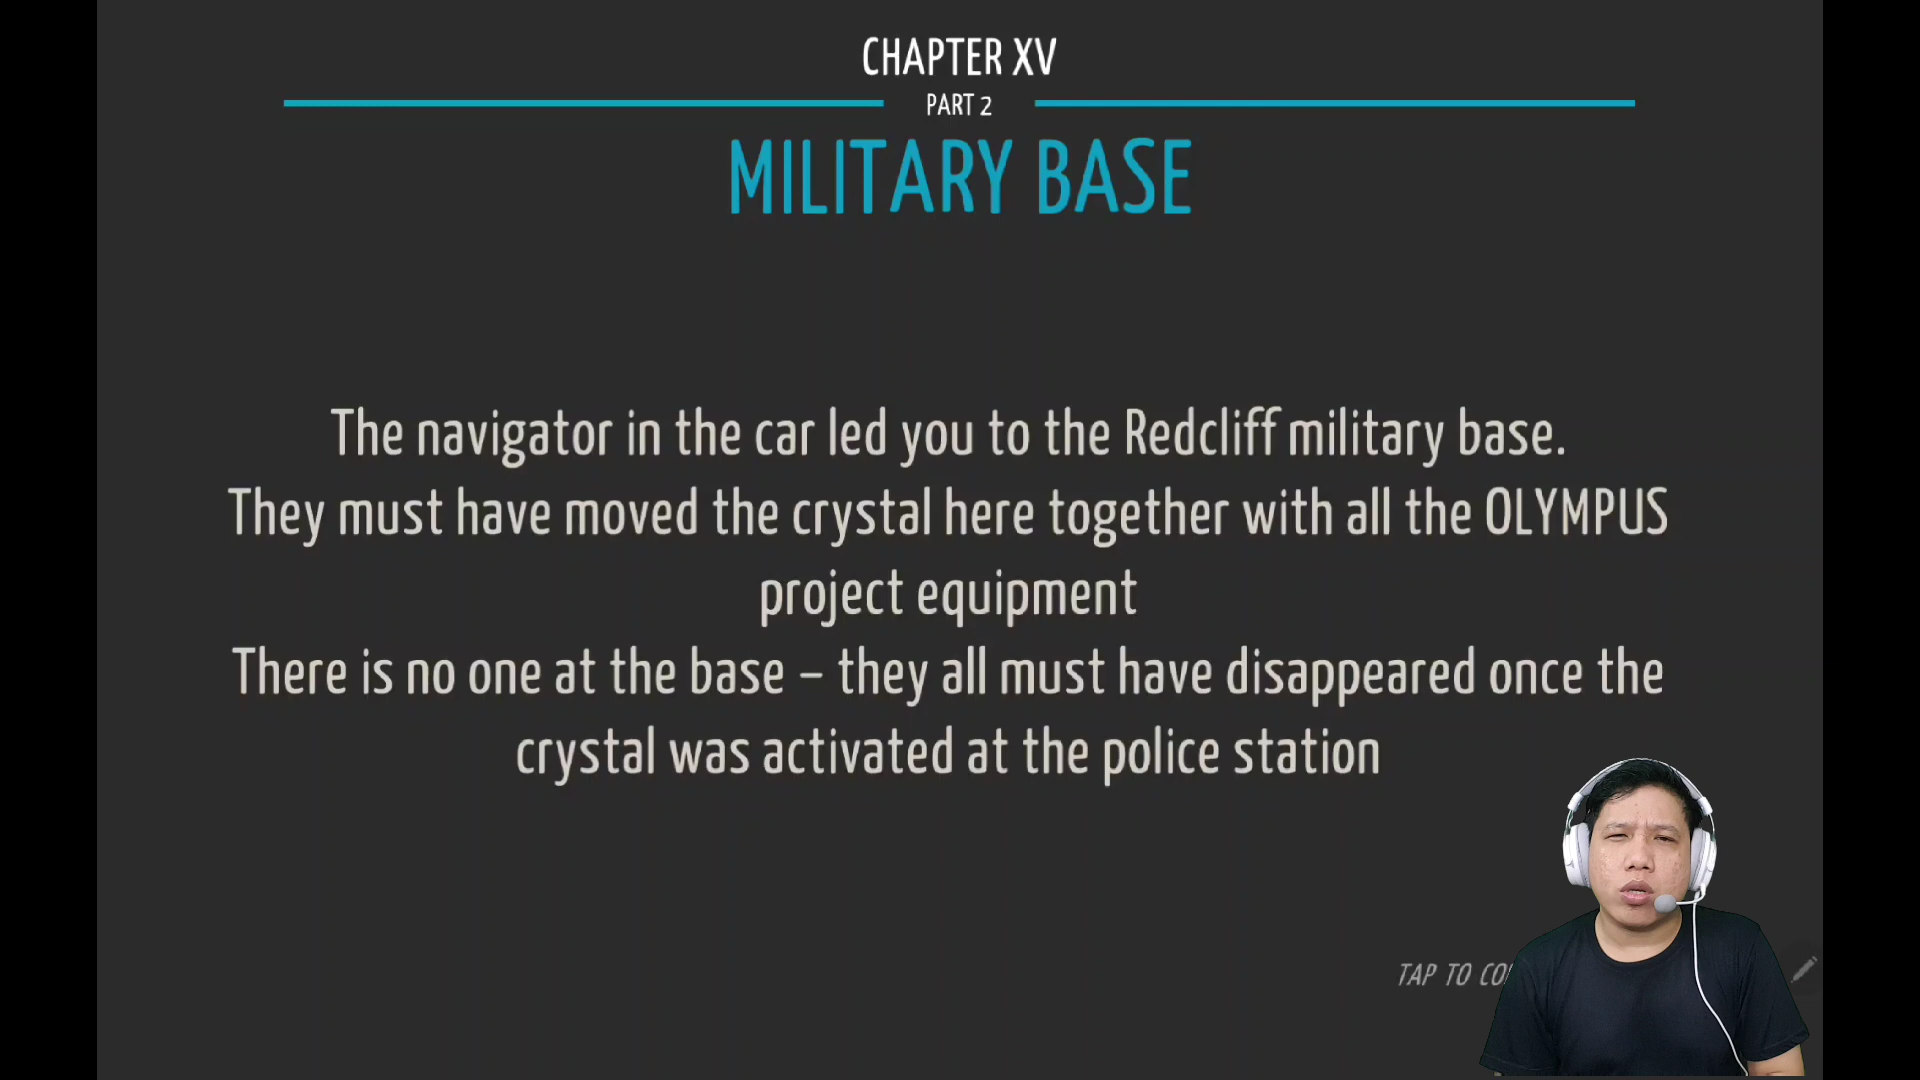 CHAPTER XV
PART 2
MILITARY BASE
The navigator in the car led you to the Redcliff military base.
They must have moved the crystal here together with all the OLYMPUS
project equipment
There is no one at the base – they all must have disappeared once the
crystal was activated at the police station
TAP TO